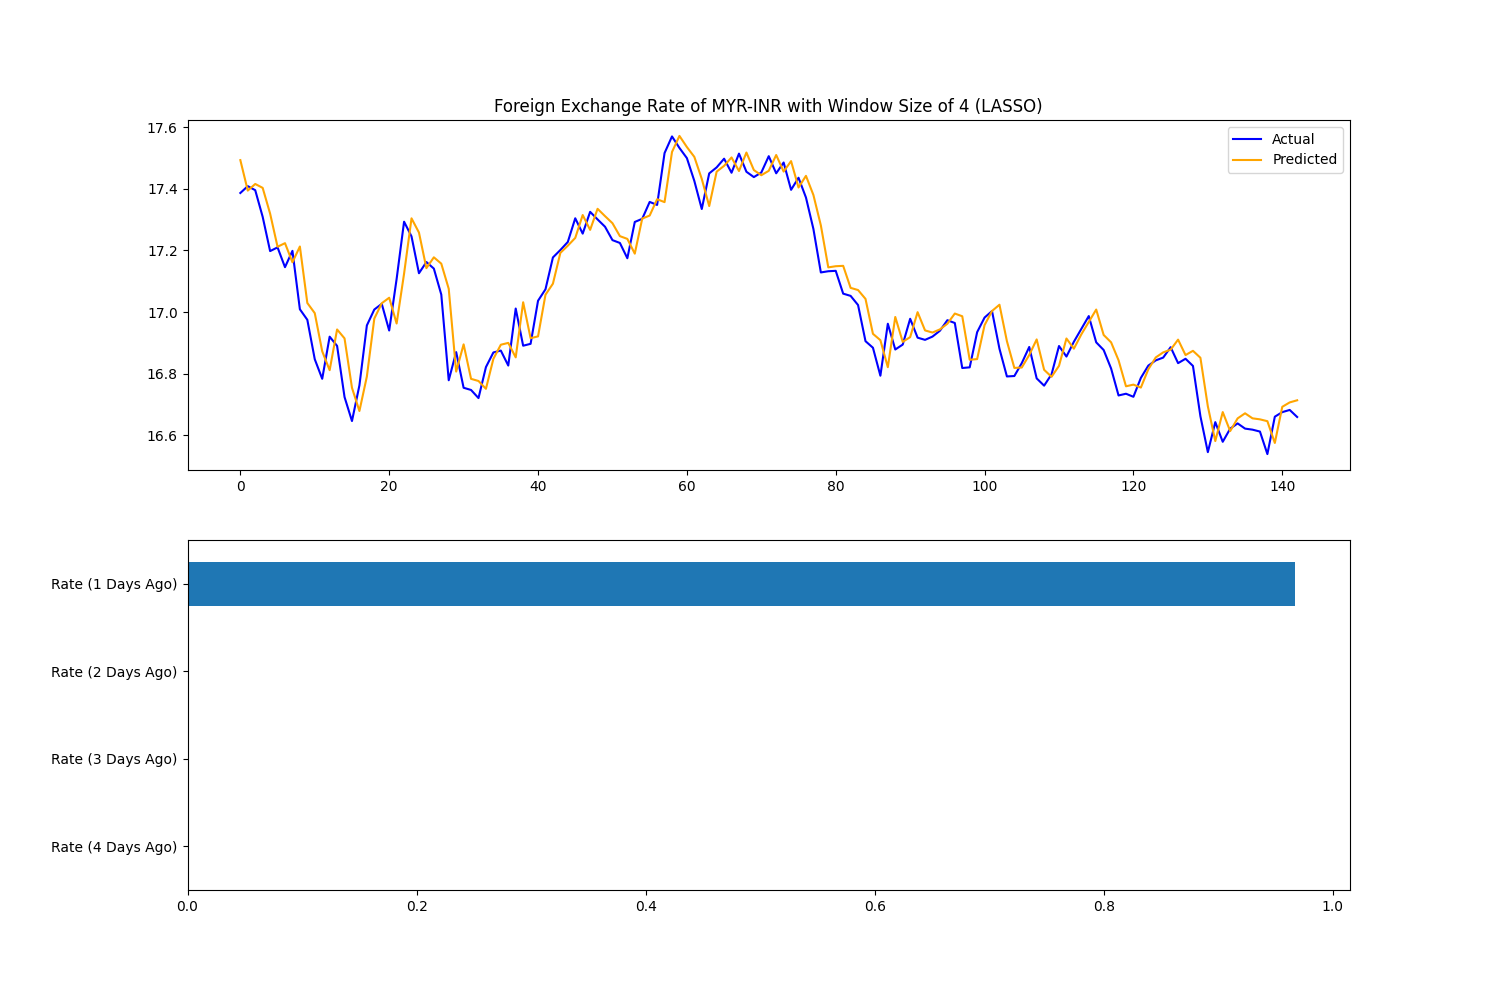 Foreign Exchange Rate of MYR-INR with Window Size of 4 (LASSO)
17.6
17.4
17.2
17.0
16.8
16.6
Actual
Predicted
0 20 40 60 80 100 120 140
Rate (1 Days Ago)
Rate (2 Days Ago)
Rate (3 Days Ago)
Rate (4 Days Ago)
0.0 0.2 0.4 0.6 0.8 1.0